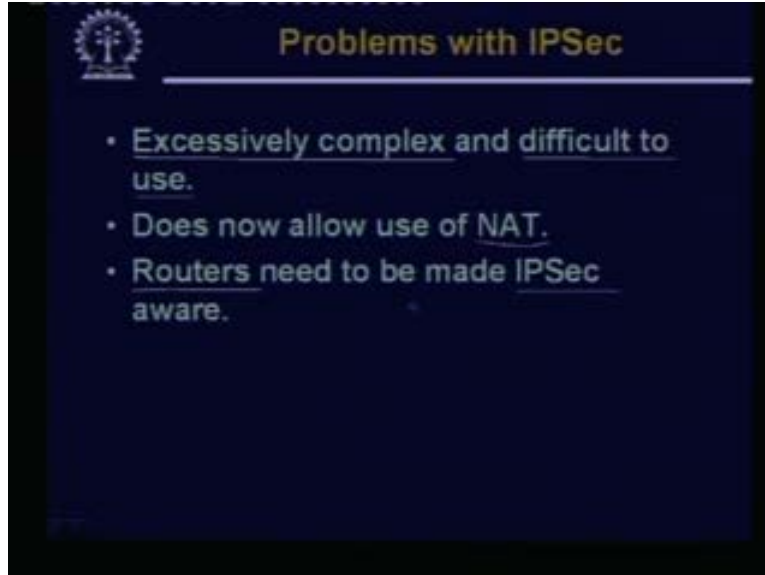 Problems with IPSec
• Excessively complex and difficult to
use.
• Does now allow use of NAT.
• Routers need to be made IPSec
aware.